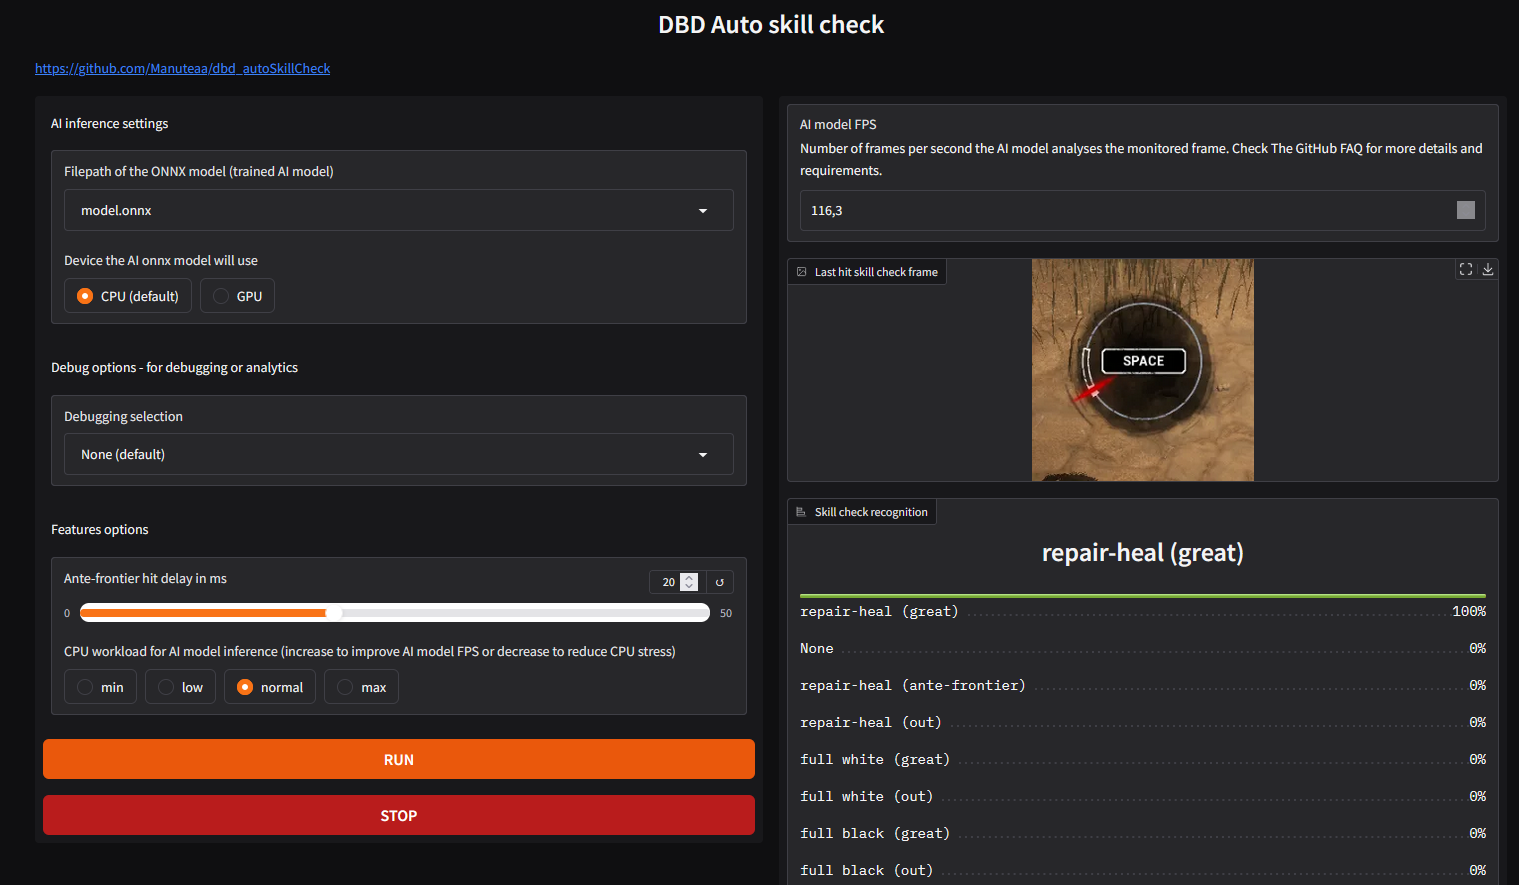 DBD Auto skill check
https://github.com/Manuteaa/dbd_autoSkillCheck
AI inference settings
Filepath of the ONNX model (trained AI model)
model.onnx
Device the AI onnx model will use
CPU (default)
GPU
Debug options - for debugging or analytics
Debugging selection
None (default)
Features options
Ante-frontier hit delay in ms
20
0
50
CPU workload for AI model inference (increase to improve AI model FPS or decrease to reduce CPU stress)
min
low
normal
max
RUN
STOP
AI model FPS
Number of frames per second the AI model analyses the monitored frame. Check The GitHub FAQ for more details and
requirements.
116,3
Last hit skill check frame
SPACE
Skill check recognition
repair-heal (great)
repair-heal (great) 100%
None 0%
repair-heal (ante-frontier) 0%
repair-heal (out) 0%
full white (great) 0%
full white (out) 0%
full black (great) 0%
full black (out) 0%